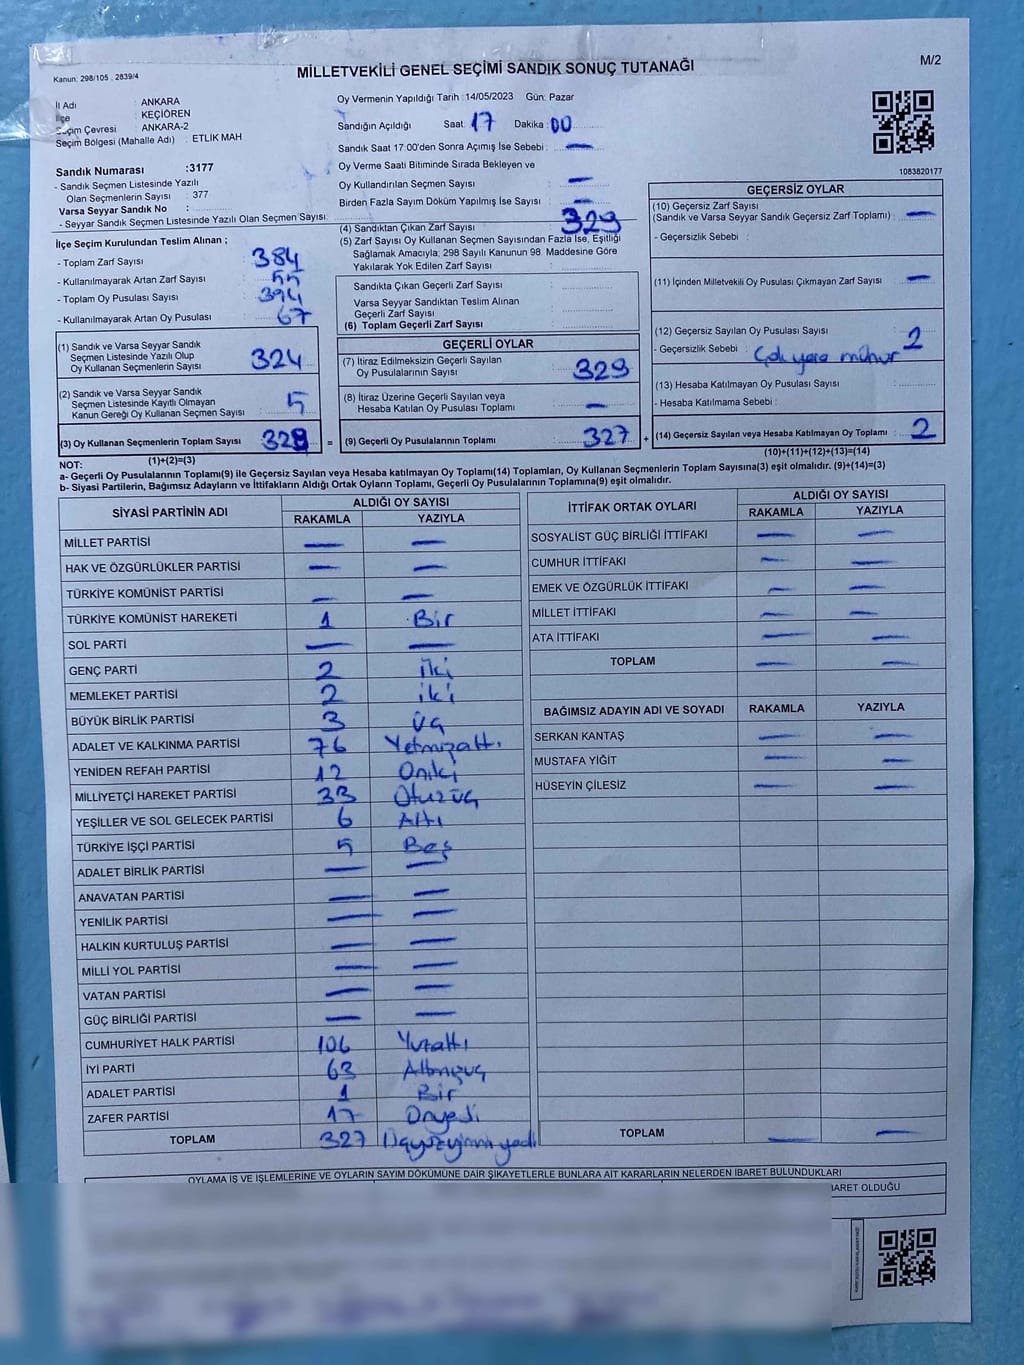 Kanun: 298/105 , 2839/4
MİLLETVEKİLİ GENEL SEÇİMİ SANDIK SONUÇ TUTANAĞI
M/2
İl Adı : ANKARA
İlçe : KEÇİÖREN
Seçim Çevresi : ANKARA-2
Seçim Bölgesi (Mahalle Adı) : ETLİK MAH
Sandık Numarası :3177
- Sandık Seçmen Listesinde Yazılı
Olan Seçmenlerin Sayısı : 377
Varsa Seyyar Sandık No :
- Seyyar Sandık Seçmen Listesinde Yazılı Olan Seçmen Sayısı:
Oy Vermenin Yapıldığı Tarih :14/05/2023 Gün: Pazar
Sandığın Açıldığı Saat: 17 Dakika: 00
Sandık Saat 17:00'den Sonra Açımış İse Sebebi : —
Oy Verme Saati Bitiminde Sırada Bekleyen ve
Oy Kullandırılan Seçmen Sayısı : —
Birden Fazla Sayım Döküm Yapılmış İse Sayısı : —
1083820177
İlçe Seçim Kurulundan Teslim Alınan ;
- Toplam Zarf Sayısı : 384
- Kullanılmayarak Artan Zarf Sayısı : 55
- Toplam Oy Pusulası Sayısı : 394
- Kullanılmayarak Artan Oy Pusulası : 67
(1) Sandık ve Varsa Seyyar Sandık
Seçmen Listesinde Yazılı Olup
Oy Kullanan Seçmenlerin Sayısı : 324
(2) Sandık ve Varsa Seyyar Sandık
Seçmen Listesinde Kayıtlı Olmayan
Kanun Gereği Oy Kullanan Seçmen Sayısı : 5
(3) Oy Kullanan Seçmenlerin Toplam Sayısı : 329 =
(1)+(2)=(3)
(4) Sandıktan Çıkan Zarf Sayısı : 329
(5) Zarf Sayısı Oy Kullanan Seçmen Sayısından Fazla İse, Eşitliği
Sağlamak Amacıyla; 298 Sayılı Kanunun 98. Maddesine Göre
Yakılarak Yok Edilen Zarf Sayısı :
Sandıkta Çıkan Geçerli Zarf Sayısı :
Varsa Seyyar Sandıktan Teslim Alınan
Geçerli Zarf Sayısı :
(6) Toplam Geçerli Zarf Sayısı :
GEÇERLİ OYLAR
(7) İtiraz Edilmeksizin Geçerli Sayılan
Oy Pusulalarının Sayısı : 329
(8) İtiraz Üzerine Geçerli Sayılan veya
Hesaba Katılan Oy Pusulası Toplamı : —
(9) Geçerli Oy Pusulalarının Toplamı : 327 +
GEÇERSİZ OYLAR
(10) Geçersiz Zarf Sayısı
(Sandık ve Varsa Seyyar Sandık Geçersiz Zarf Toplamı) : —
- Geçersizlik Sebebi :
(11) İçinden Milletvekili Oy Pusulası Çıkmayan Zarf Sayısı : —
(12) Geçersiz Sayılan Oy Pusulası Sayısı : 2
- Geçersizlik Sebebi : Çok yere mühür
(13) Hesaba Katılmayan Oy Pusulası Sayısı :
- Hesaba Katılmama Sebebi :
(14) Geçersiz Sayılan veya Hesaba Katılmayan Oy Toplamı : 2
(10)+(11)+(12)+(13)=(14)
NOT:
a- Geçerli Oy Pusulalarının Toplamı(9) ile Geçersiz Sayılan veya Hesaba katılmayan Oy Toplamı(14) Toplamları, Oy Kullanan Seçmenlerin Toplam Sayısına(3) eşit olmalıdır. (9)+(14)=(3)
b- Siyasi Partilerin, Bağımsız Adayların ve İttifakların Aldığı Ortak Oyların Toplamı, Geçerli Oy Pusulalarının Toplamına(9) eşit olmalıdır.
SİYASİ PARTİNİN ADI ALDIĞI OY SAYISI
RAKAMLA YAZIYLA
MİLLET PARTİSİ — —
HAK VE ÖZGÜRLÜKLER PARTİSİ — —
TÜRKİYE KOMÜNİST PARTİSİ — —
TÜRKİYE KOMÜNİST HAREKETİ 1 Bir
SOL PARTİ — —
GENÇ PARTİ 2 İki
MEMLEKET PARTİSİ 2 iki
BÜYÜK BİRLİK PARTİSİ 3 Üç
ADALET VE KALKINMA PARTİSİ 76 Yetmişaltı
YENİDEN REFAH PARTİSİ 12 Oniki
MİLLİYETÇİ HAREKET PARTİSİ 33 Otuzüç
YEŞİLLER VE SOL GELECEK PARTİSİ 6 Altı
TÜRKİYE İŞÇİ PARTİSİ 5 Beş
ADALET BİRLİK PARTİSİ — —
ANAVATAN PARTİSİ — —
YENİLİK PARTİSİ — —
HALKIN KURTULUŞ PARTİSİ — —
MİLLİ YOL PARTİSİ — —
VATAN PARTİSİ — —
GÜÇ BİRLİĞİ PARTİSİ — —
CUMHURİYET HALK PARTİSİ 106 Yüzaltı
İYİ PARTİ 63 Altmışüç
ADALET PARTİSİ 1 Bir
ZAFER PARTİSİ 17 Onyedi
TOPLAM 327 Üçyüzyirmi yedi
İTTİFAK ORTAK OYLARI ALDIĞI OY SAYISI
RAKAMLA YAZIYLA
SOSYALİST GÜÇ BİRLİĞİ İTTİFAKI — —
CUMHUR İTTİFAKI — —
EMEK VE ÖZGÜRLÜK İTTİFAKI — —
MİLLET İTTİFAKI — —
ATA İTTİFAKI — —
TOPLAM — —
BAĞIMSIZ ADAYIN ADI VE SOYADI RAKAMLA YAZIYLA
SERKAN KANTAŞ — —
MUSTAFA YİĞİT — —
HÜSEYİN ÇİLESİZ — —
TOPLAM — —
OYLAMA İŞ VE İŞLEMLERİNE VE OYLARIN SAYIM DÖKÜMÜNE DAİR ŞİKAYETLERLE BUNLARA AİT KARARLARIN NELERDEN İBARET BULUNDUKLARI
BARET OLDUĞU